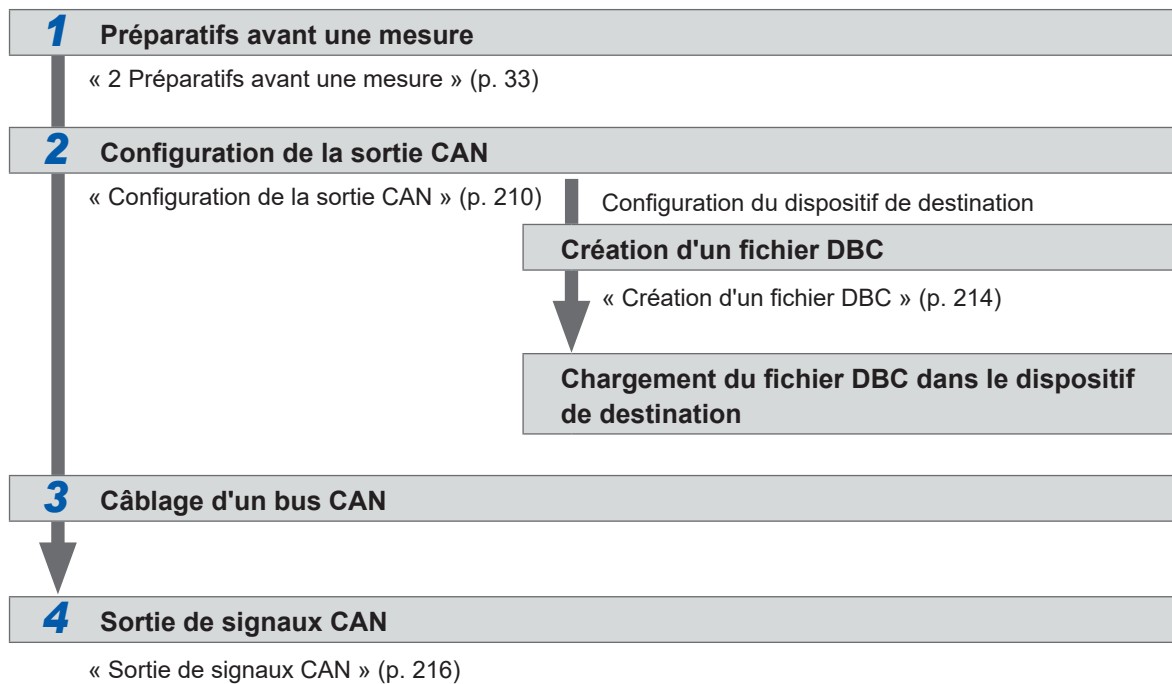 1 Préparatifs avant une mesure
« 2 Préparatifs avant une mesure » (p. 33)
2 Configuration de la sortie CAN
« Configuration de la sortie CAN » (p. 210)
Configuration du dispositif de destination
Création d'un fichier DBC
« Création d'un fichier DBC » (p. 214)
Chargement du fichier DBC dans le dispositif
de destination
3 Câblage d'un bus CAN
4 Sortie de signaux CAN
« Sortie de signaux CAN » (p. 216)